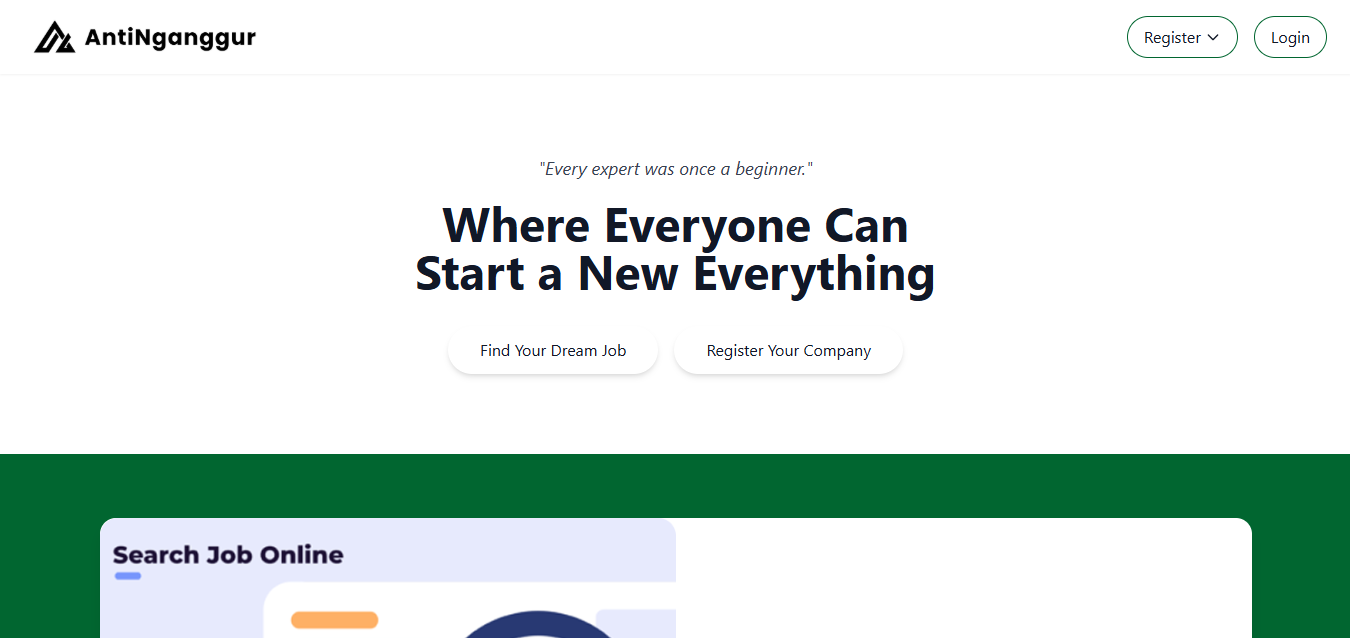 AntiNganggur
Register
Login
"Every expert was once a beginner."
Where Everyone Can
Start a New Everything
Find Your Dream Job
Register Your Company
Search Job Online